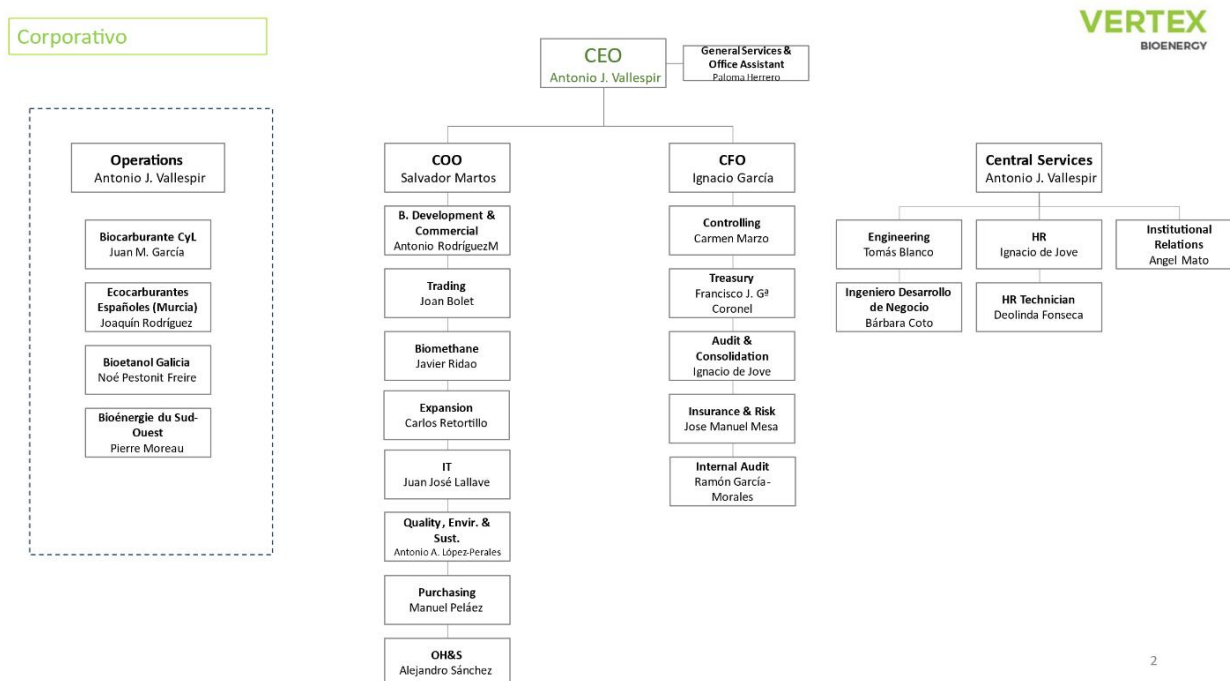 Corporativo
VERTEX
BIOENERGY
CEO
Antonio J. Vallespir
General Services &
Office Assistant
Paloma Herrero
Operations
Antonio J. Vallespir
Biocarburante CyL
Juan M. García
Ecocarburantes
Españoles (Murcia)
Joaquín Rodríguez
Bioetanol Galicia
Noé Pestonit Freire
Bioénergie du Sud-
Ouest
Pierre Moreau
COO
Salvador Martos
B. Development &
Commercial
Antonio RodríguezM
Trading
Joan Bolet
Biomethane
Javier Ridao
Expansion
Carlos Retortillo
IT
Juan José Lallave
Quality, Envir. &
Sust.
Antonio A. López-Perales
Purchasing
Manuel Peláez
OH&S
Alejandro Sánchez
CFO
Ignacio García
Controlling
Carmen Marzo
Treasury
Francisco J. Gª
Coronel
Audit &
Consolidation
Ignacio de Jove
Insurance & Risk
Jose Manuel Mesa
Internal Audit
Ramón García-
Morales
Central Services
Antonio J. Vallespir
Engineering
Tomás Blanco
Ingeniero Desarrollo
de Negocio
Bárbara Coto
HR
Ignacio de Jove
HR Technician
Deolinda Fonseca
Institutional
Relations
Angel Mato
2